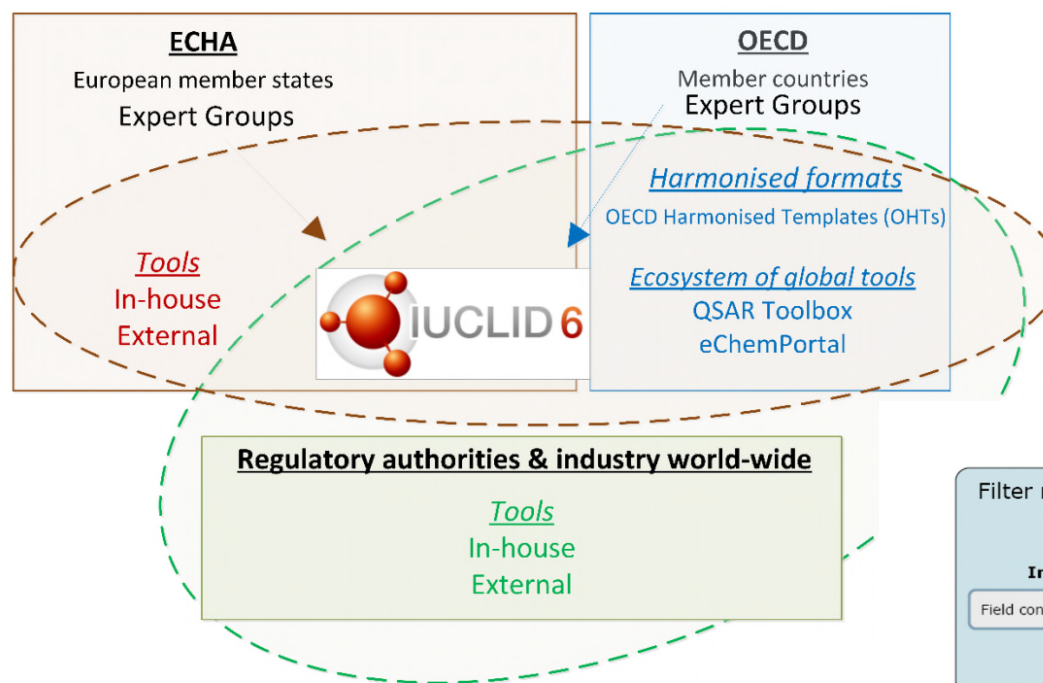 ECHA
European member states
Expert Groups
OECD
Member countries
Expert Groups
Harmonised formats
OECD Harmonised Templates (OHTs)
Tools
In-house
External
IUCLID 6
Ecosystem of global tools
QSAR Toolbox
eChemPortal
Regulatory authorities & industry world-wide
Tools
In-house
External
Filter
Field